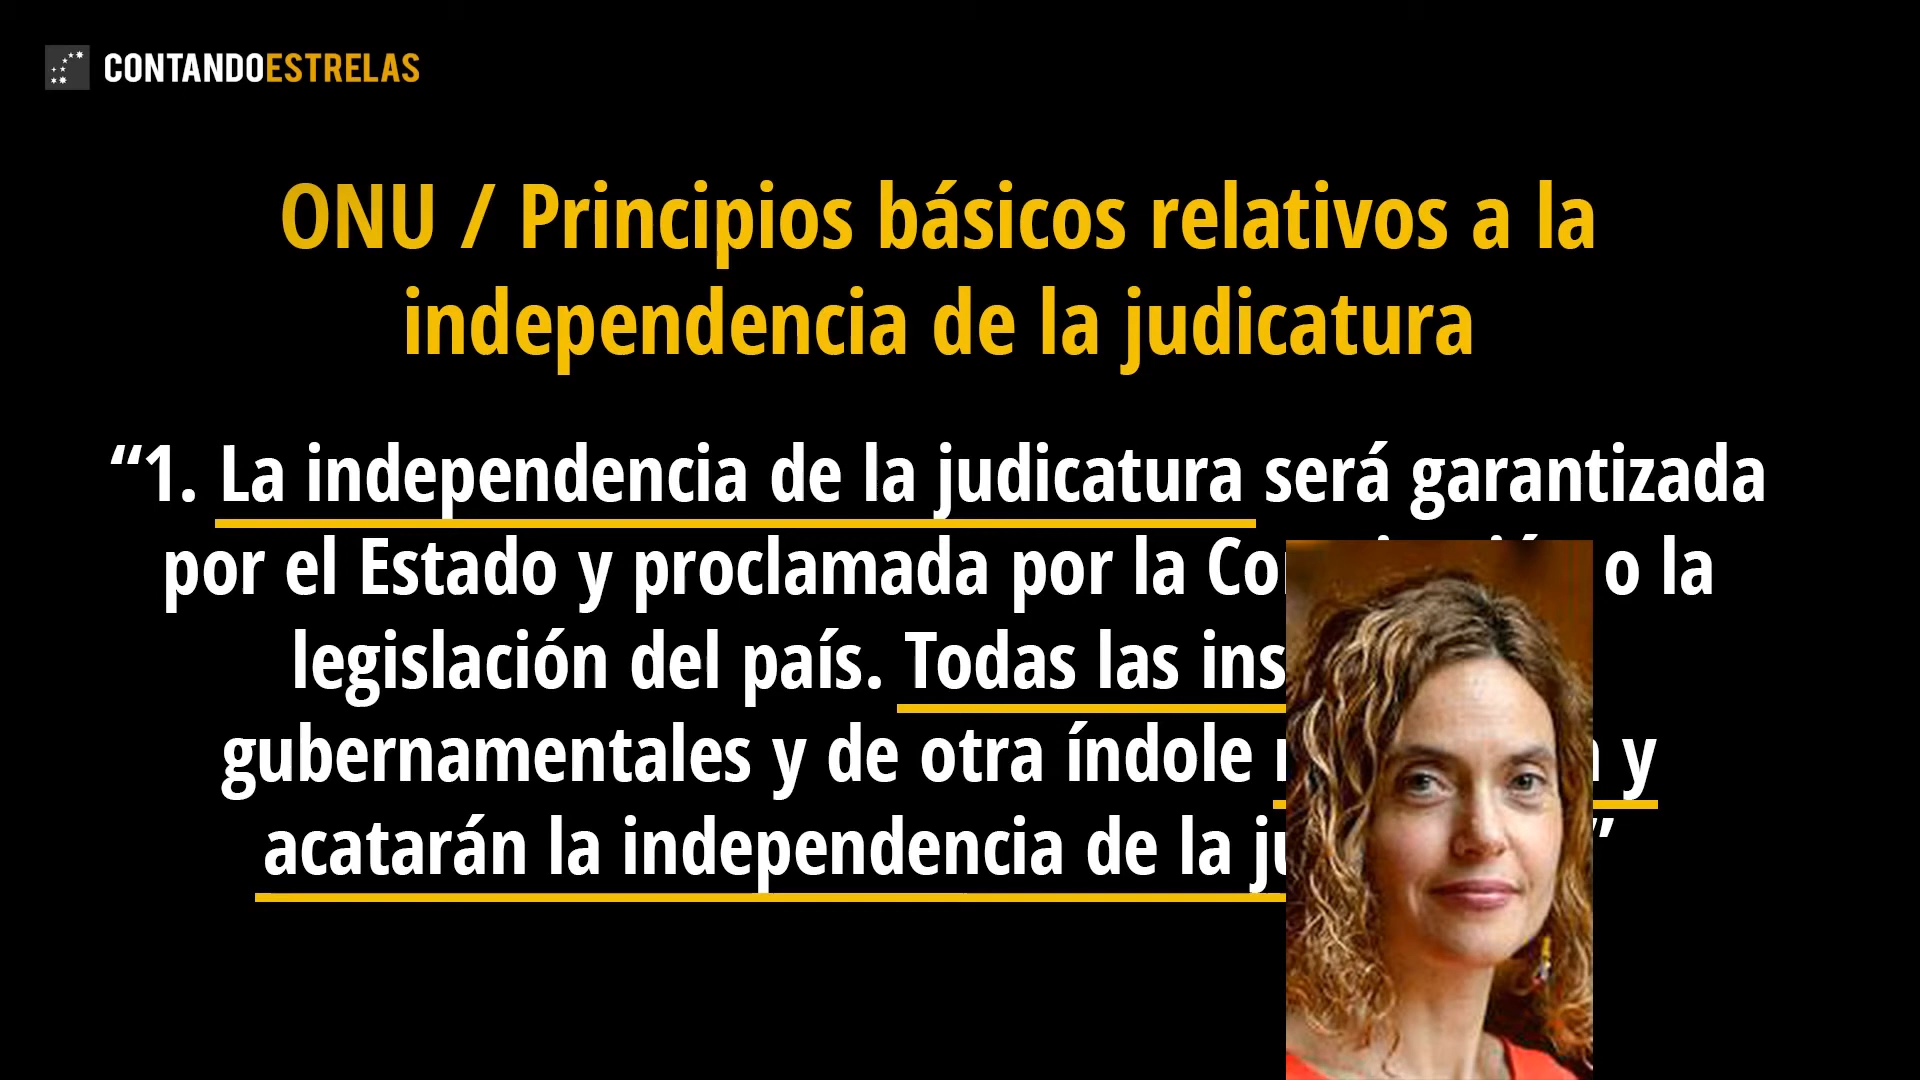 CONTANDOESTRELAS
ONU / Principios básicos relativos a la
independencia de la judicatura
“1. La independencia de la judicatura será garantizada
por el Estado y proclamada por la o la
legislación del país. Todas las
gubernamentales y de otra índole y
acatarán la independencia de la ”